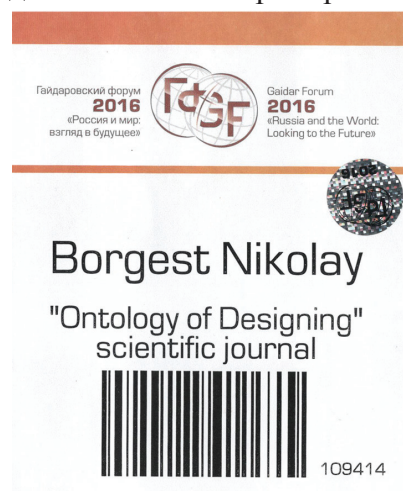 Гайдаровский форум
2016
«Россия и мир:
взгляд в будущее»
ГФ
GF
Gaidar Forum
2016
«Russia and the World:
Looking to the Future»
2016
Borgest Nikolay
"Ontology of Designing"
scientific journal
109414